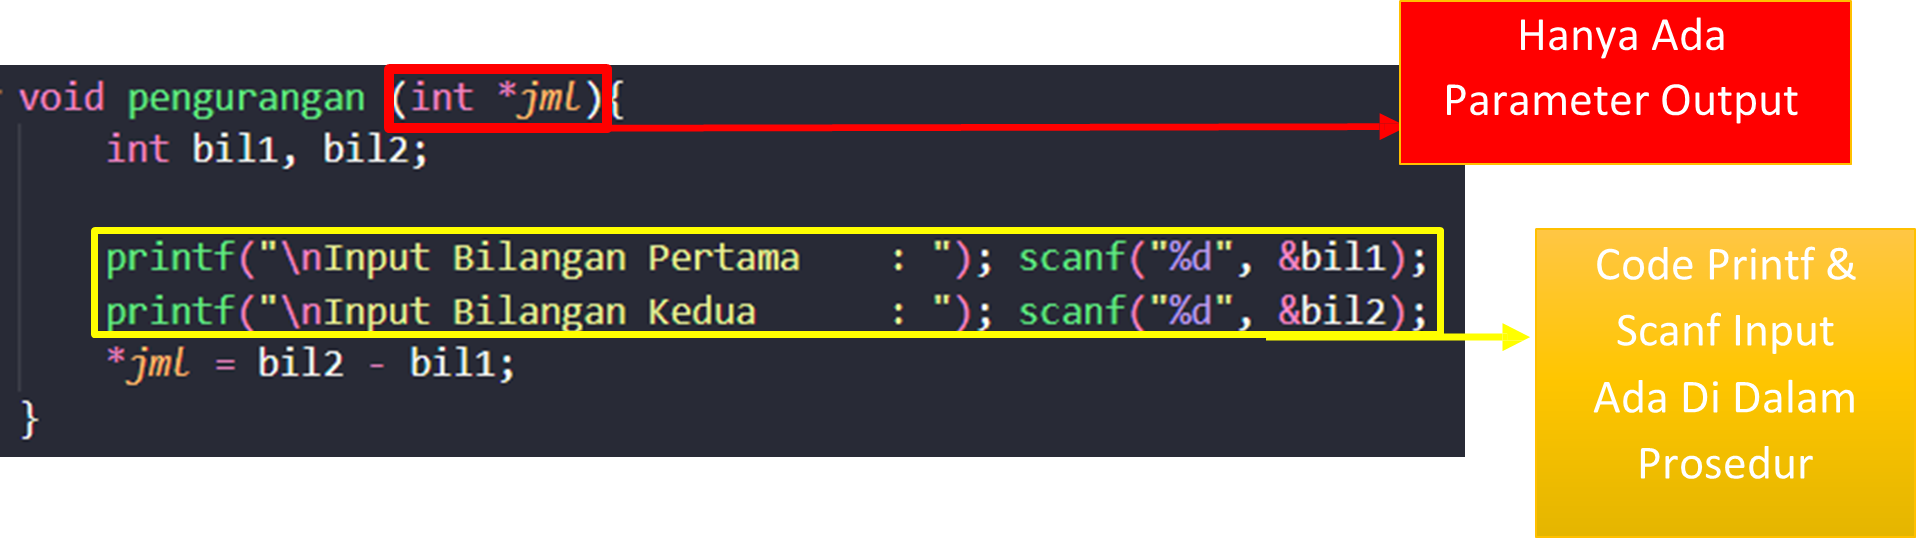 Hanya Ada
Parameter Output
void pengurangan (int *jml){
int bil1, bil2;
printf("\nInput Bilangan Pertama    : "); scanf("%d", &bil1);
printf("\nInput Bilangan Kedua      : "); scanf("%d", &bil2);
*jml = bil2 - bil1;
}
Code Printf &
Scanf Input
Ada Di Dalam
Prosedur